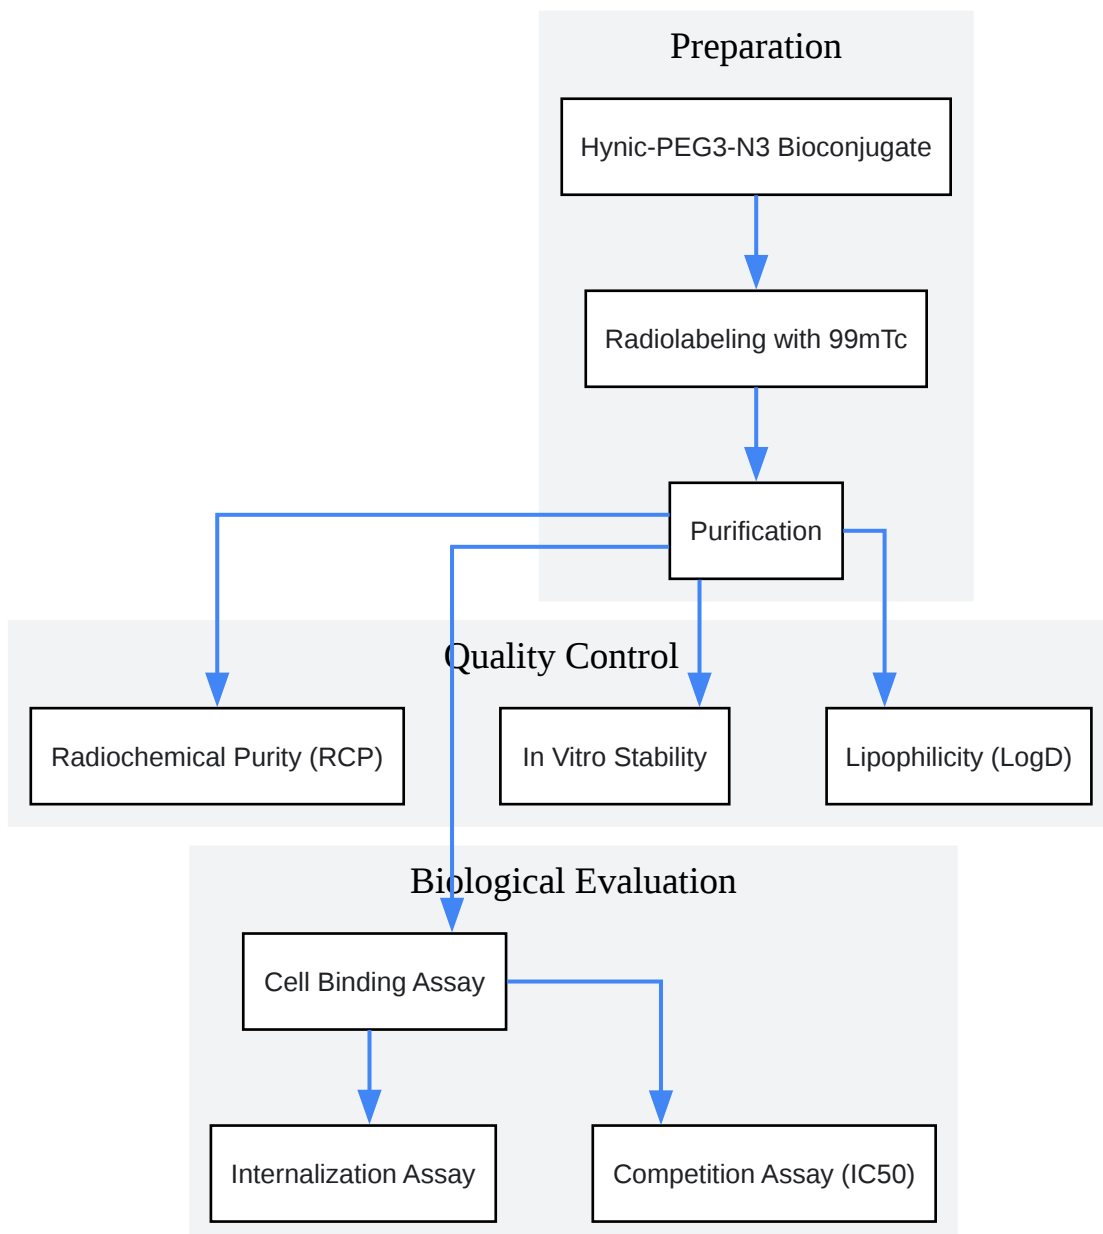 Preparation
Hynic-PEG3-N3 Bioconjugate
Radiolabeling with 99mTc
Purification
Quality Control
Radiochemical Purity (RCP)
In Vitro Stability
Lipophilicity (LogD)
Biological Evaluation
Cell Binding Assay
Internalization Assay
Competition Assay (IC50)